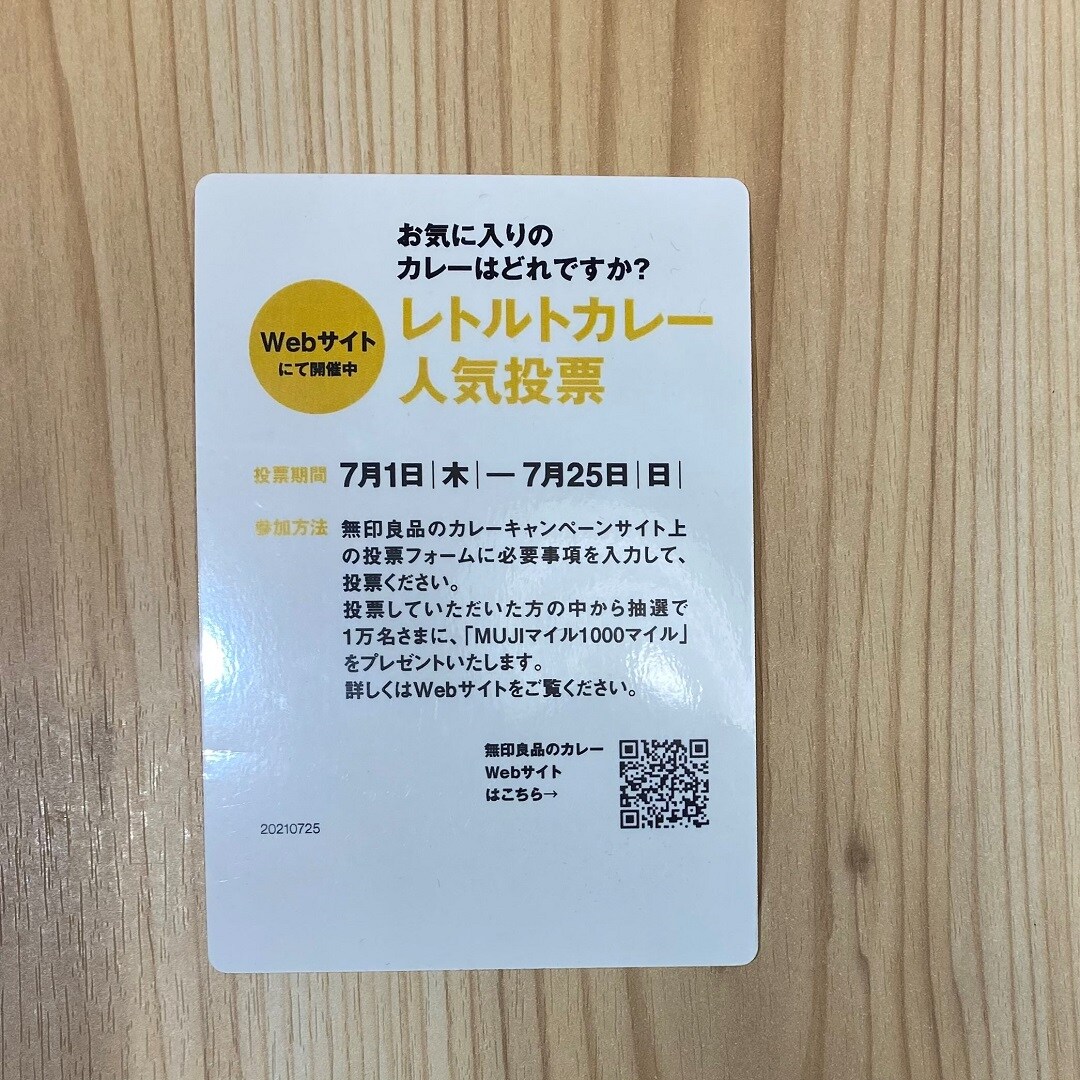 お気に入りの
カレーはどれですか?
Webサイト
にて開催中
レトルトカレー
人気投票
投票期間 7月1日|木|— 7月25日|日|
参加方法 無印良品のカレーキャンペーンサイト上
の投票フォームに必要事項を入力して、
投票ください。
投票していただいた方の中から抽選で
1万名さまに、「MUJIマイル1000マイル」
をプレゼントいたします。
詳しくはWebサイトをご覧ください。
無印良品のカレー
Webサイト
はこちら→
20210725